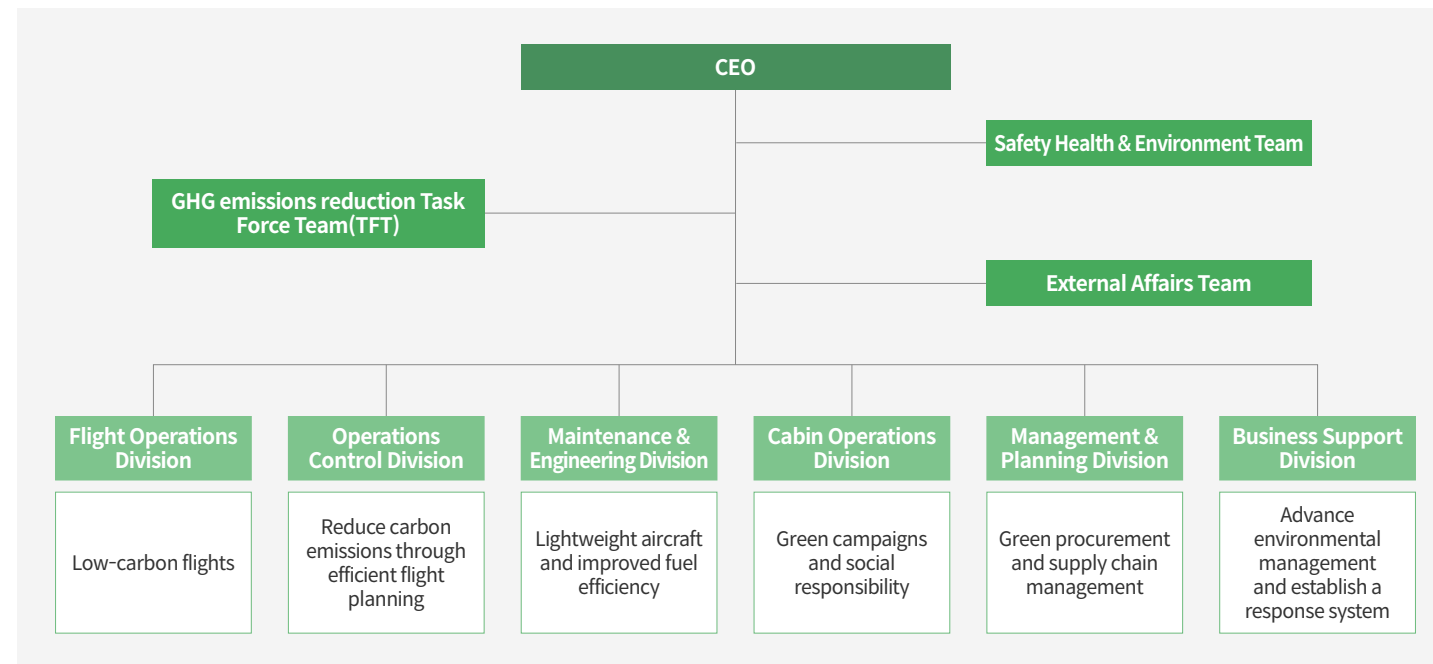 CEO
Safety Health & Environment Team
GHG emissions reduction Task
Force Team(TFT)
External Affairs Team
Flight Operations
Division
Operations
Control Division
Maintenance &
Engineering Division
Cabin Operations
Division
Management &
Planning Division
Business Support
Division
Low-carbon flights
Reduce carbon
emissions through
efficient flight
planning
Lightweight aircraft
and improved fuel
efficiency
Green campaigns
and social
responsibility
Green procurement
and supply chain
management
Advance
environmental
management
and establish a
response system